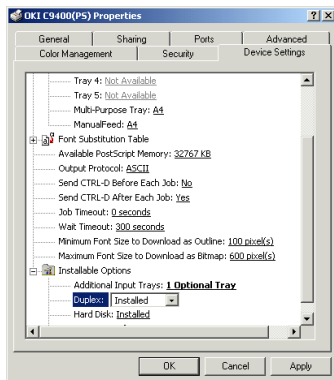 OKI C9400(PS) Properties
General Sharing Ports Advanced
Color Management Security Device Settings
Tray 4: Not Available
Tray 5: Not Available
Multi-Purpose Tray: A4
ManualFeed: A4
Font Substitution Table
Available PostScript Memory: 32767 KB
Output Protocol: ASCII
Send CTRL-D Before Each Job: No
Send CTRL-D After Each Job: Yes
Job Timeout: 0 seconds
Wait Timeout: 300 seconds
Minimum Font Size to Download as Outline: 100 pixel(s)
Maximum Font Size to Download as Bitmap: 600 pixel(s)
Installable Options
Additional Input Trays: 1 Optional Tray
Duplex: Installed
Hard Disk: Installed
OK Cancel Apply